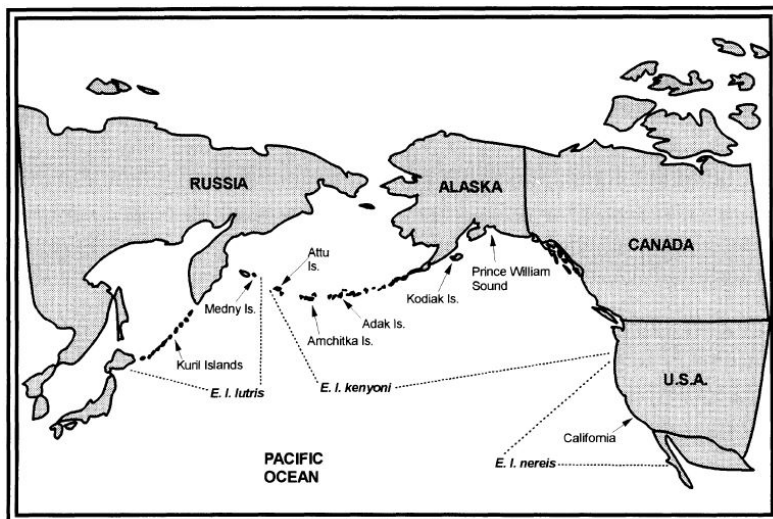 RUSSIA
ALASKA
CANADA
Attu
Is.
Prince William
Sound
Kodiak Is.
Medny Is.
Adak Is.
Amchitka Is.
Kuril Islands
E. l. lutris
E. l. kenyoni
U.S.A.
California
PACIFIC
OCEAN
E. l. nereis